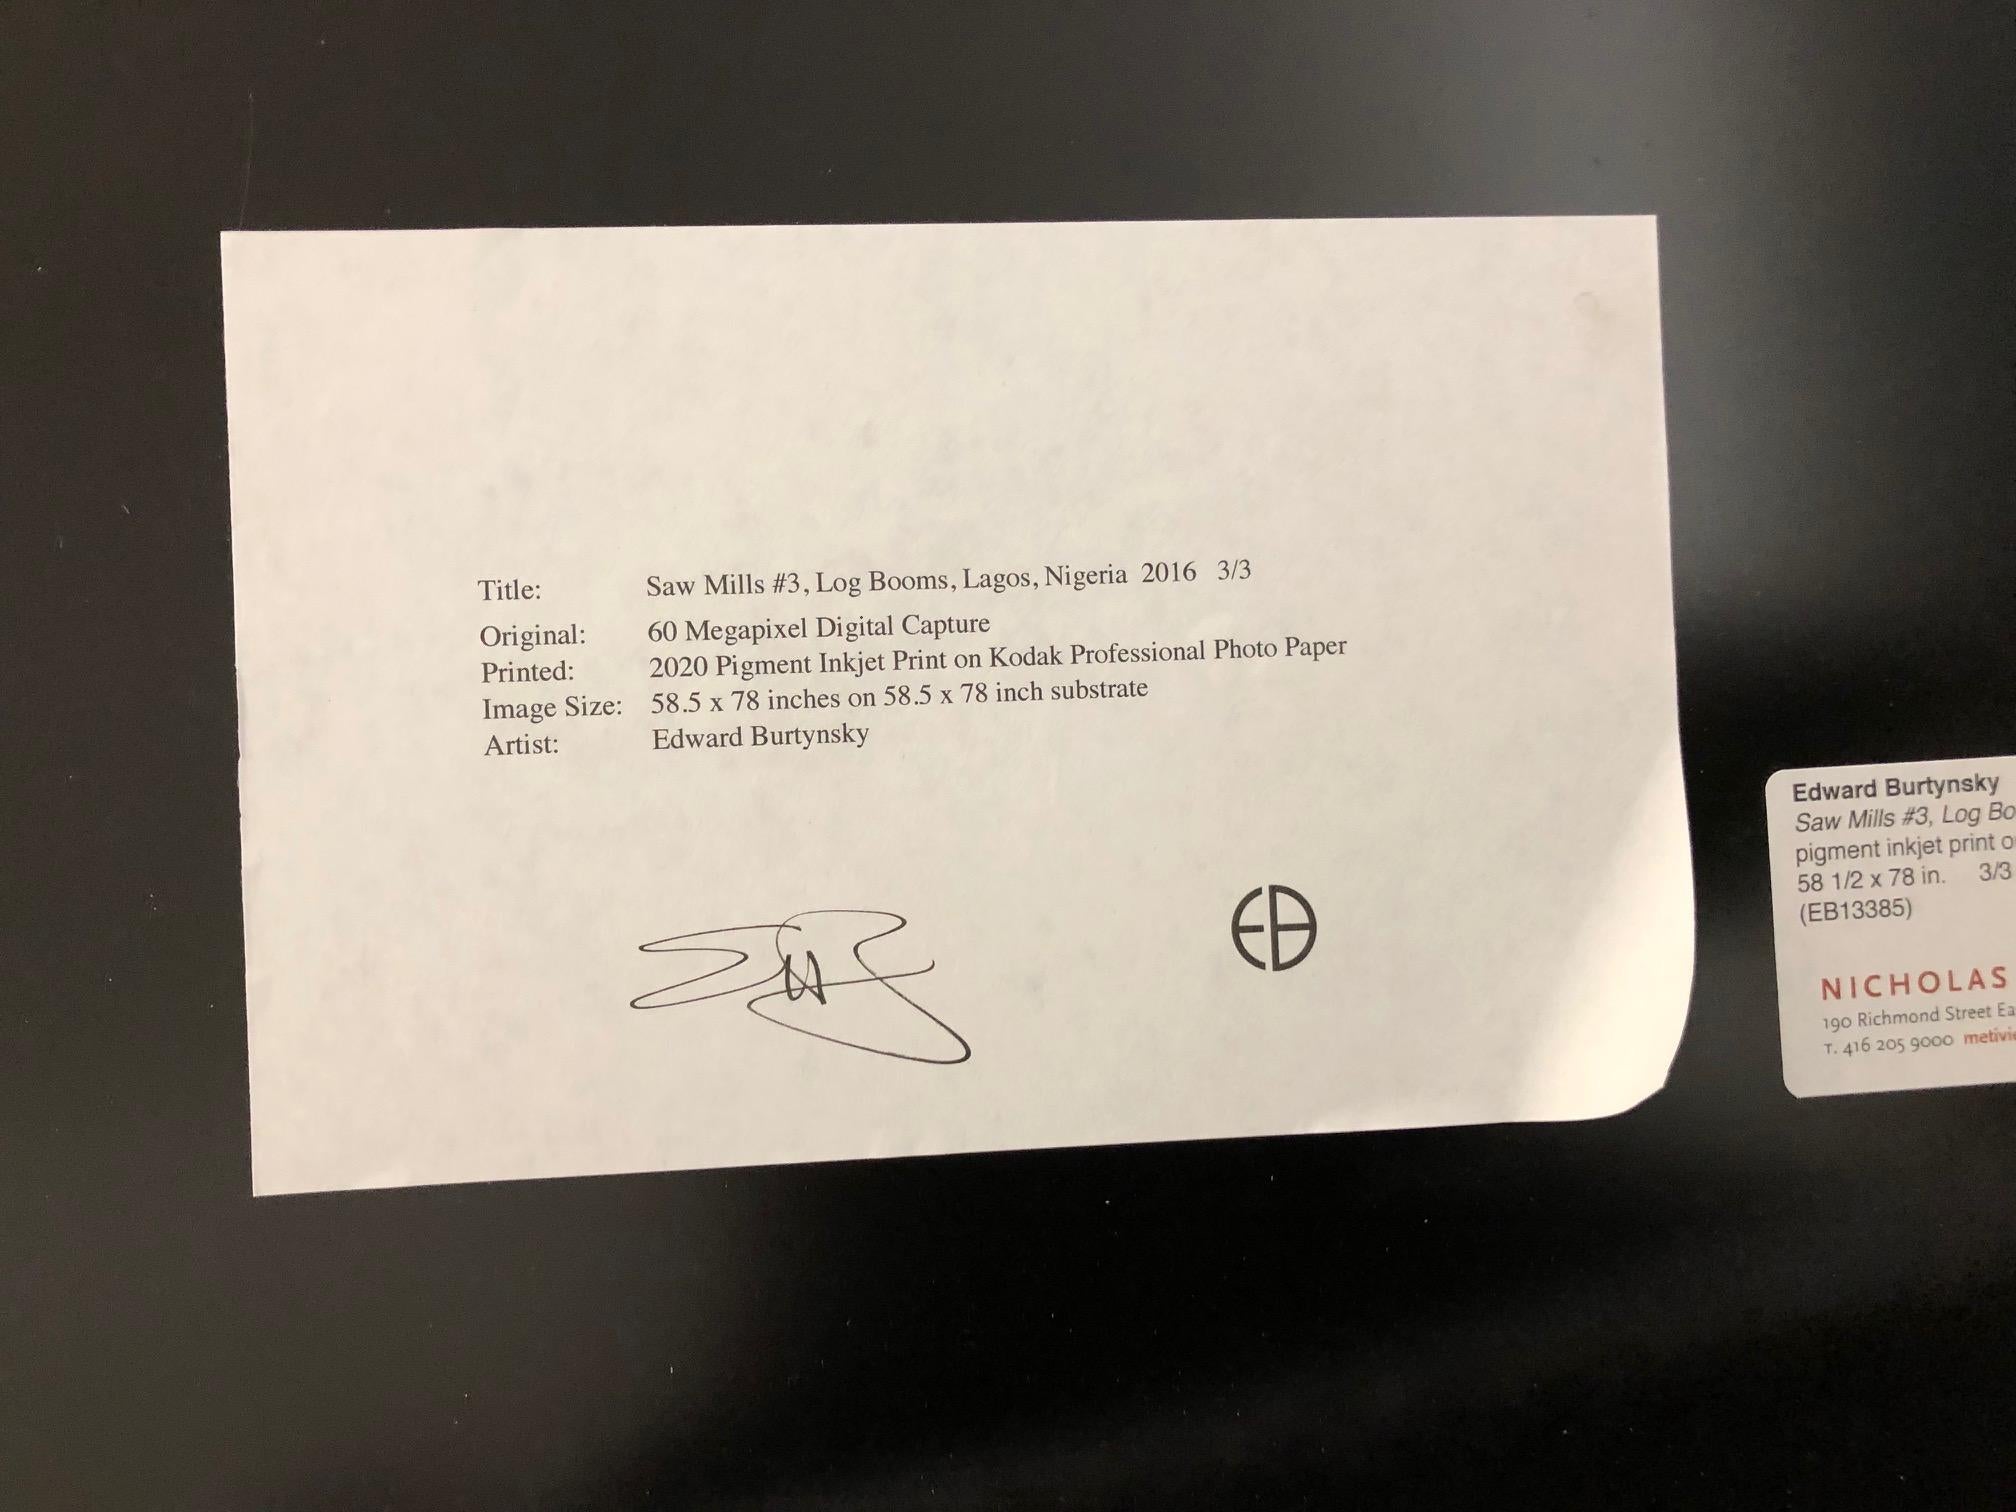 Title: Saw Mills #3, Log Booms, Lagos, Nigeria 2016 3/3
Original: 60 Megapixel Digital Capture
Printed: 2020 Pigment Inkjet Print on Kodak Professional Photo Paper
Image Size: 58.5 x 78 inches on 58.5 x 78 inch substrate
Artist: Edward Burtynsky
EB
Edward Burtynsky
Saw Mills #3, Log Bo
pigment inkjet print o
58 1/2 x 78 in. 3/3
(EB13385)
NICHOLAS
190 Richmond Street Ea
T. 416 205 9000 metivi